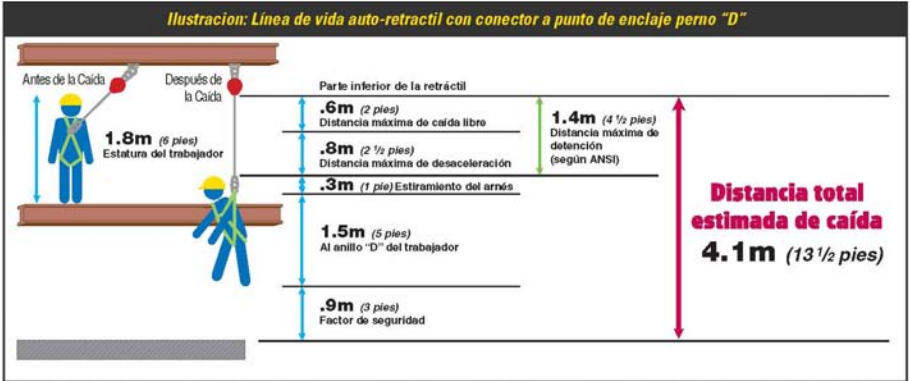 Ilustracion: Línea de vida auto-retractil con conector a punto de enclaje perno “D”
Antes de la Caída
Después de
la Caída
1.8m (6 pies)
Estatura del trabajador
Parte inferior de la retráctil
.6m (2 pies)
Distancia máxima de caída libre
.8m (2 ½ pies)
Distancia máxima de desaceleración
.3m (1 pie) Estiramiento del arnés
1.5m (5 pies)
Al anillo “D” del trabajador
.9m (3 pies)
Factor de seguridad
1.4m (4 ½ pies)
Distancia máxima de
detención
(según ANSI)
Distancia total
estimada de caída
4.1m (13 ½ pies)